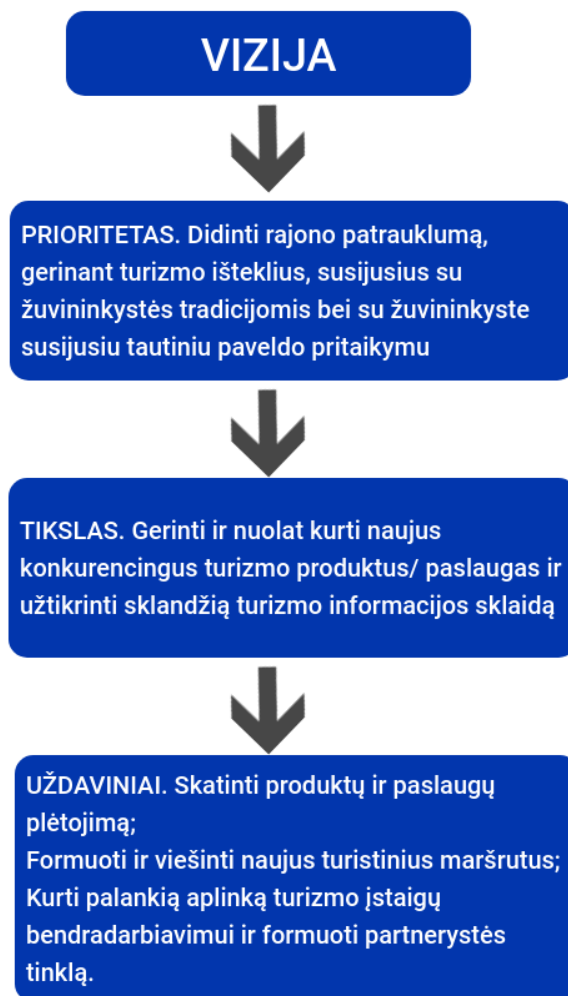 VIZIJA
PRIORITETAS. Didinti rajono patrauklumą,
gerinant turizmo išteklius, susijusius su
žuvininkystės tradicijomis bei su žuvininkyste
susijusiu tautiniu paveldo pritaikymu
TIKSLAS. Gerinti ir nuolat kurti naujus
konkurencingus turizmo produktus/ paslaugas ir
užtikrinti sklandžią turizmo informacijos sklaidą
UŽDAVINIAI. Skatinti produktų ir paslaugų
plėtojimą;
Formuoti ir viešinti naujus turistinius maršrutus;
Kurti palankią aplinką turizmo įstaigų
bendradarbiavimui ir formuoti partnerystės
tinklą.